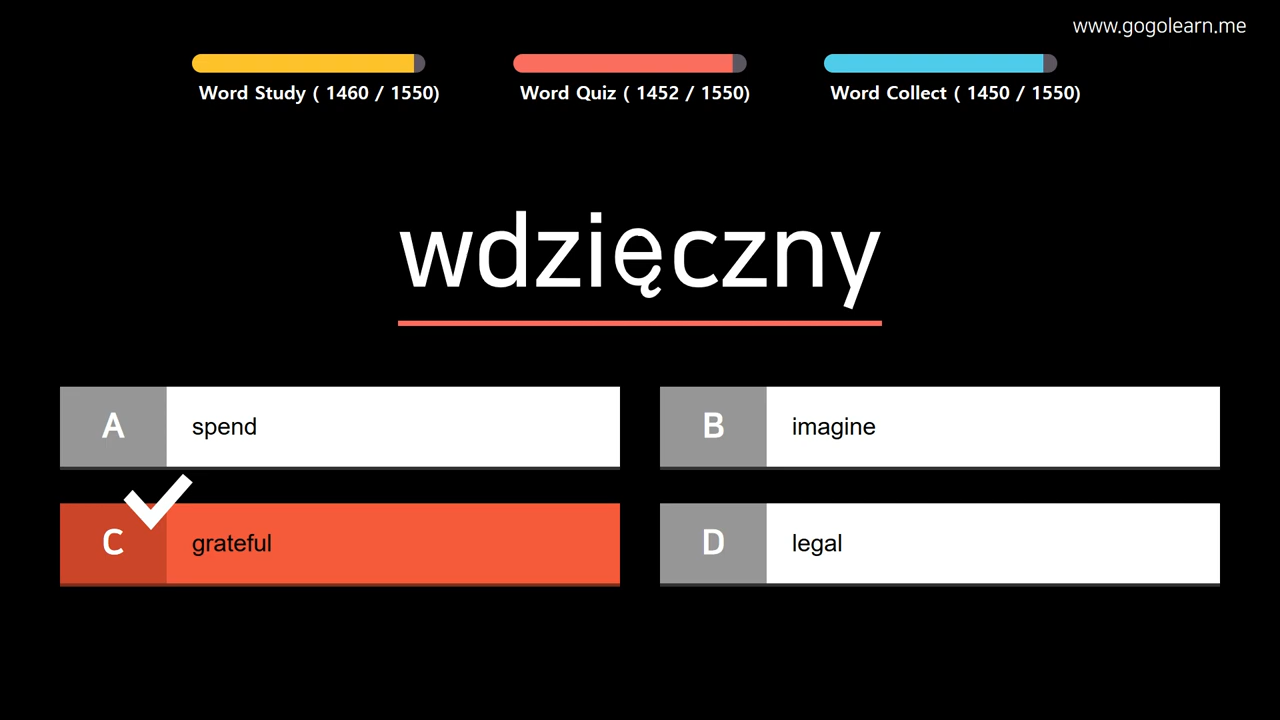 www.gogolearn.me
Word Study ( 1460 / 1550)
Word Quiz ( 1452 / 1550)
Word Collect ( 1450 / 1550)
wdzięczny
A spend
B imagine
C grateful
D legal